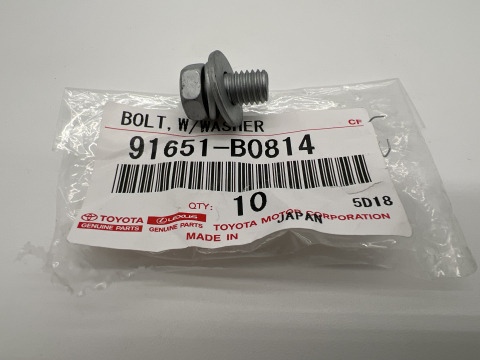 BOLT, W/WASHER
CF
91651-B0814
QTY: 10
5D18
TOYOTA
GENUINE PARTS
LEXUS
GENUINE PARTS
TOYOTA MOTOR CORPORATION
MADE IN JAPAN